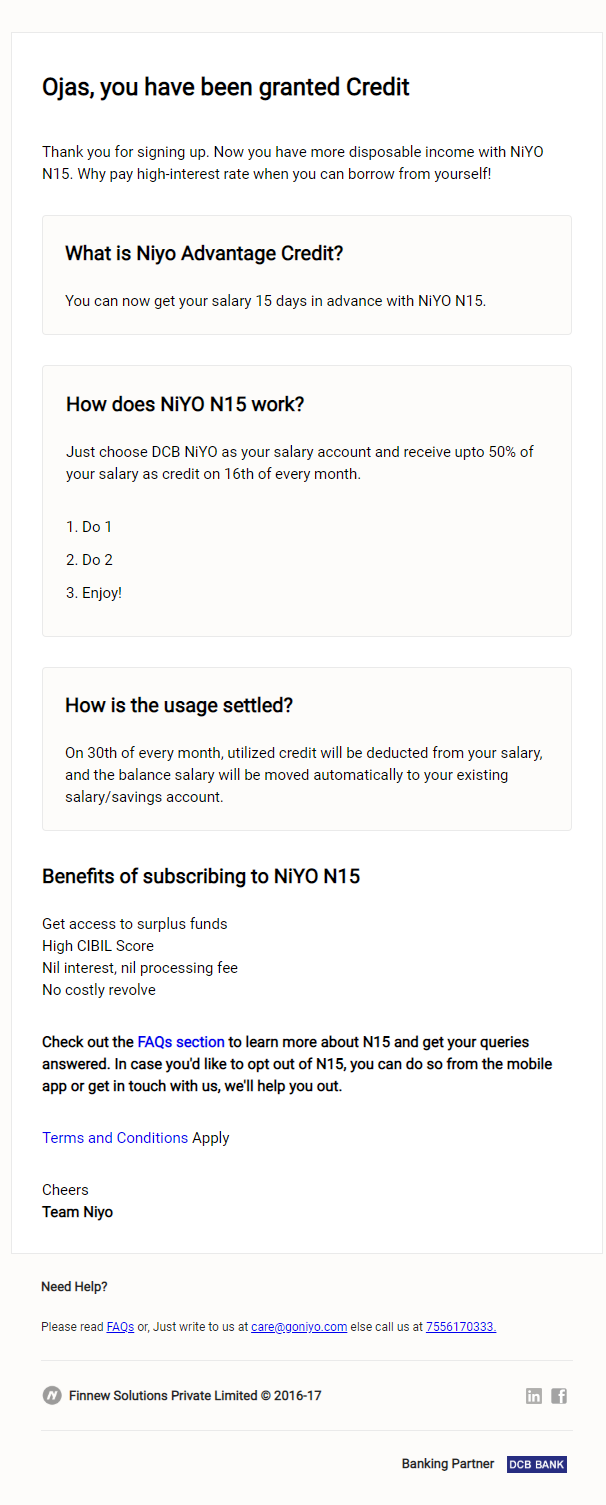 Ojas, you have been granted Credit
Thank you for signing up. Now you have more disposable income with NiYO
N15. Why pay high-interest rate when you can borrow from yourself!
What is Niyo Advantage Credit?
You can now get your salary 15 days in advance with NiYO N15.
How does NiYO N15 work?
Just choose DCB NiYO as your salary account and receive upto 50% of
your salary as credit on 16th of every month.
1. Do 1
2. Do 2
3. Enjoy!
How is the usage settled?
On 30th of every month, utilized credit will be deducted from your salary,
and the balance salary will be moved automatically to your existing
salary/savings account.
Benefits of subscribing to NiYO N15
Get access to surplus funds
High CIBIL Score
Nil interest, nil processing fee
No costly revolve
Check out the FAQs section to learn more about N15 and get your queries
answered. In case you'd like to opt out of N15, you can do so from the mobile
app or get in touch with us, we'll help you out.
Terms and Conditions Apply
Cheers
Team Niyo
Need Help?
Please read FAQs or, Just write to us at care@goniyo.com else call us at 7556170333.
Finnew Solutions Private Limited © 2016-17
Banking Partner DCB BANK